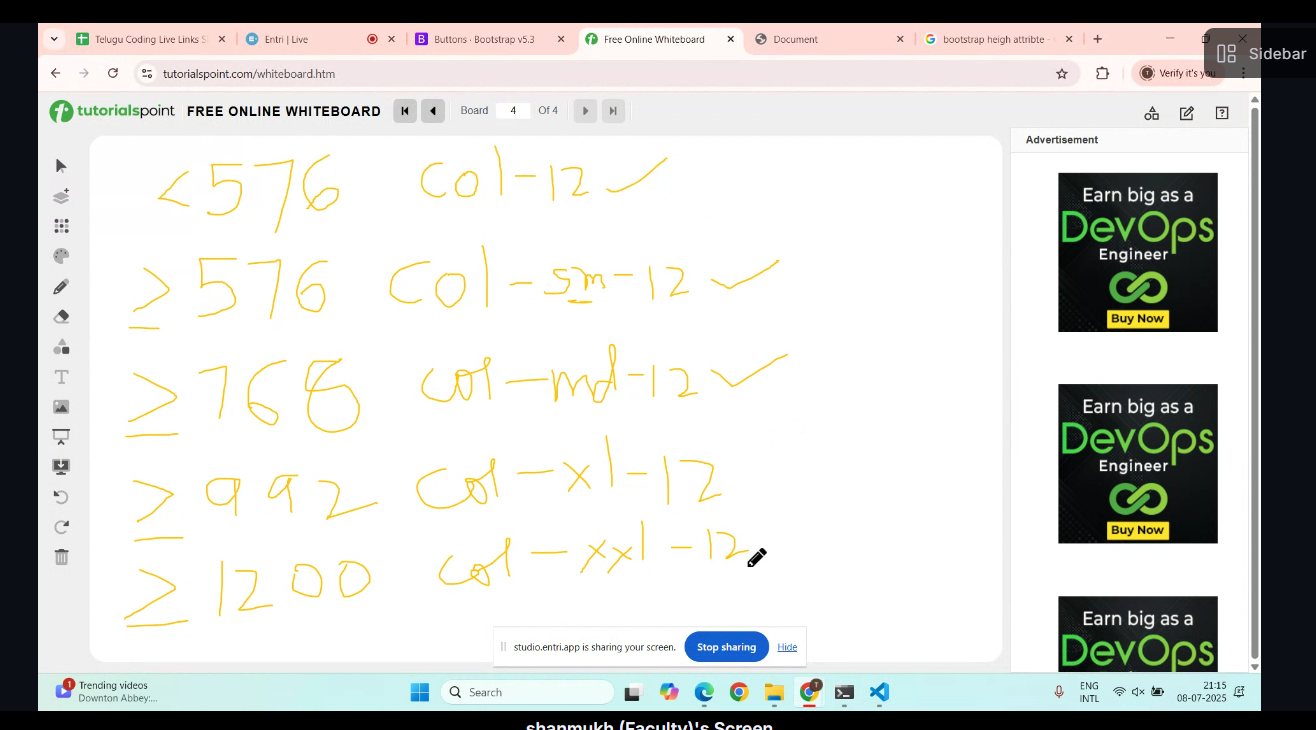 Telugu Coding Live Links S
Entri | Live
Buttons · Bootstrap v5.3
Free Online Whiteboard
Document
bootstrap heigh attribte -
Sidebar
tutorialspoint.com/whiteboard.htm
Verify it's you
tutorialspoint FREE ONLINE WHITEBOARD
Board 4 Of 4
Advertisement
<576 col-12 ✓
≥576 col-sm-12 ✓
≥768 col-md-12 ✓
≥992 col-xl-12
≥1200 col-xxl-12
Earn big as a
DevOps
Engineer
Buy Now
Earn big as a
DevOps
Engineer
Buy Now
Earn big as a
DevOps
studio.entri.app is sharing your screen.
Stop sharing
Hide
1
Trending videos
Downton Abbey:...
Search
T
ENG
INTL
21:15
08-07-2025
shanmukh (Faculty)'s Screen